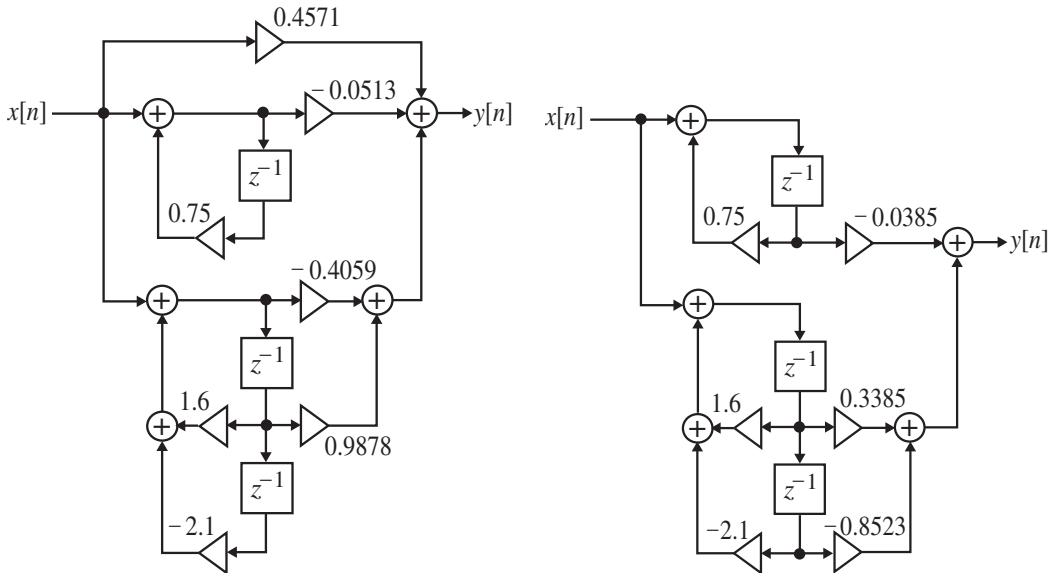 0.4571
x[n]
+
− 0.0513
+
y[n]
z⁻¹
0.75
+
− 0.4059
+
z⁻¹
+
1.6
0.9878
z⁻¹
−2.1
x[n]
+
z⁻¹
0.75
− 0.0385
+
y[n]
+
z⁻¹
+
1.6
0.3385
+
z⁻¹
−2.1
−0.8523